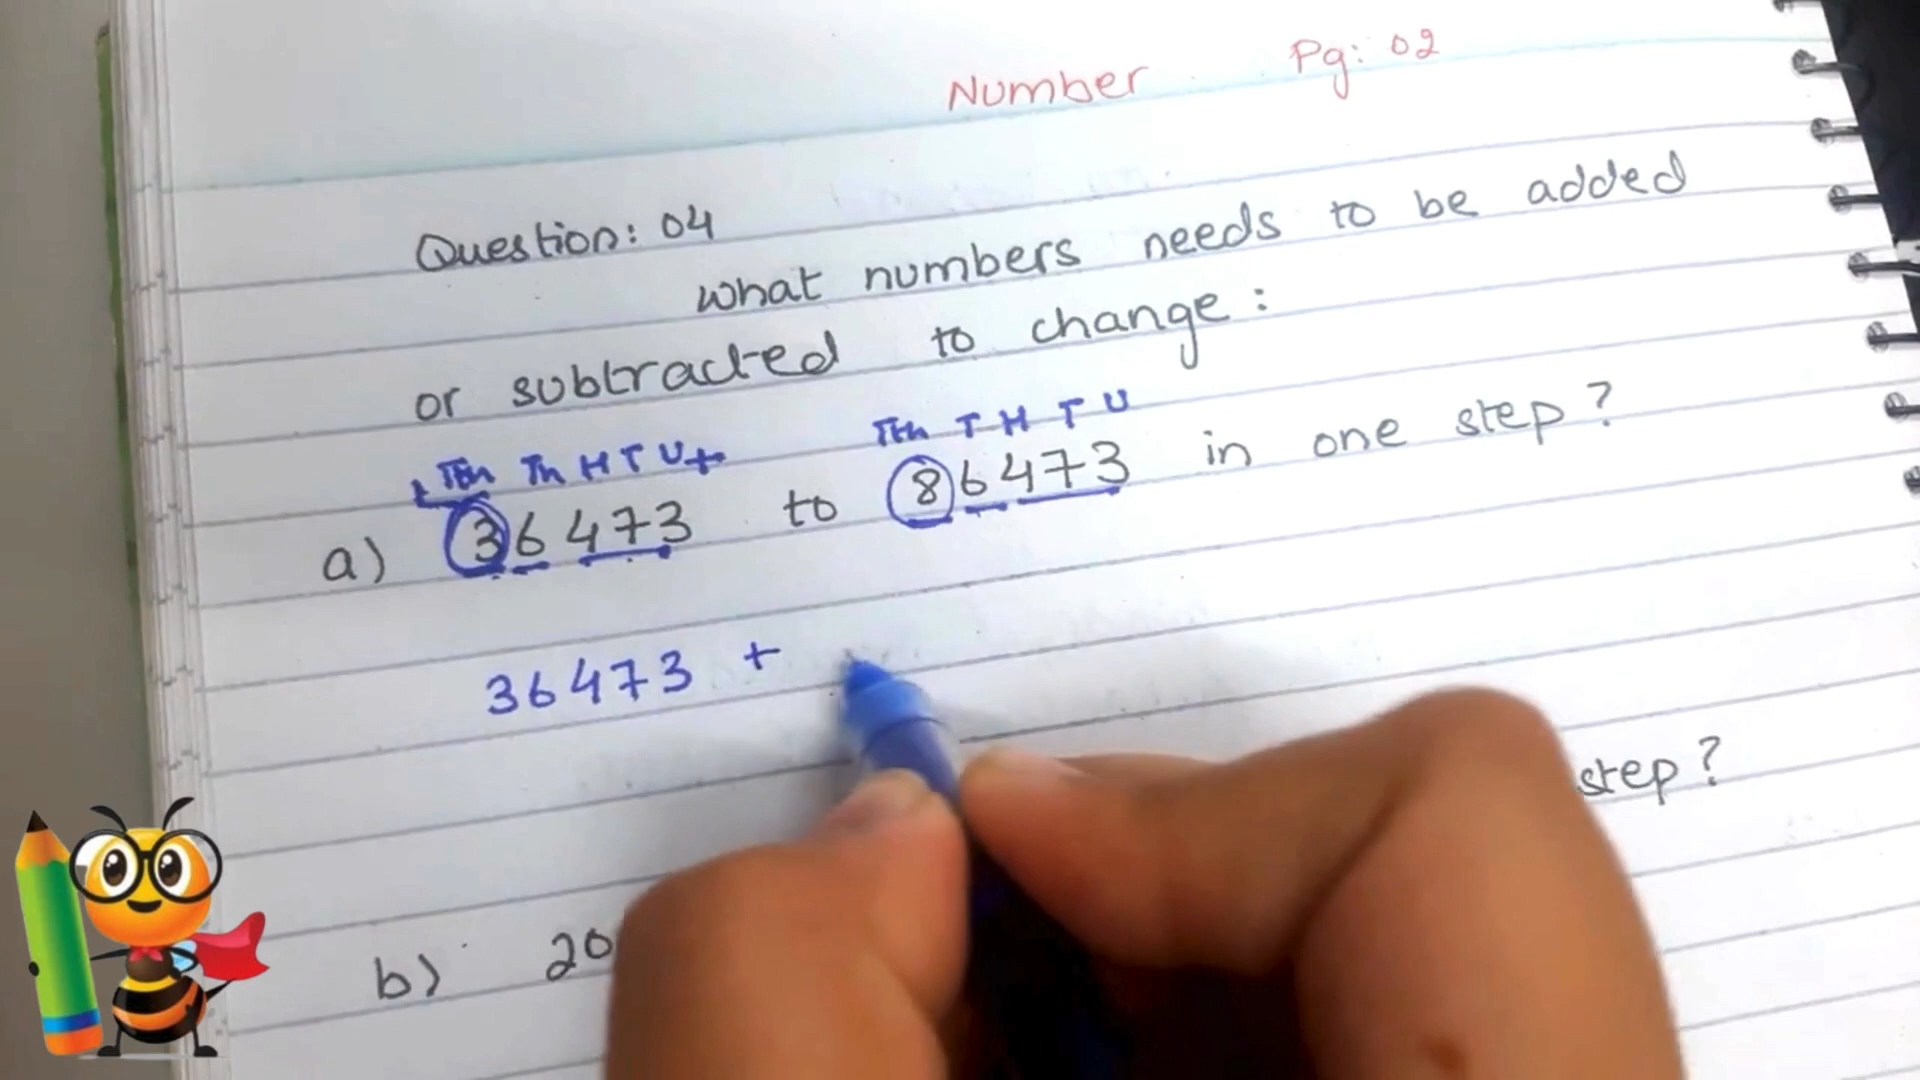 Number Pg: 02
Question: 04
What numbers needs to be added
or subtracted to change:
TTh Th H T U + TTh T H T U
a) 36473 to 86473 in one step?
36473 +
step?
b) 20